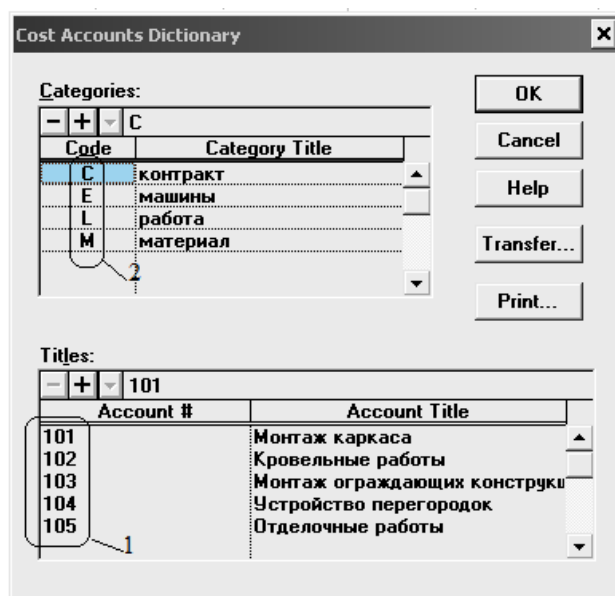 Cost Accounts Dictionary
Categories:
C
Code Category Title
C контракт
E машины
L работа
M материал
2
OK
Cancel
Help
Transfer...
Print...
Titles:
101
Account # Account Title
101 Монтаж каркаса
102 Кровельные работы
103 Монтаж ограждающих конструкц
104 Устройство перегородок
105 Отделочные работы
1